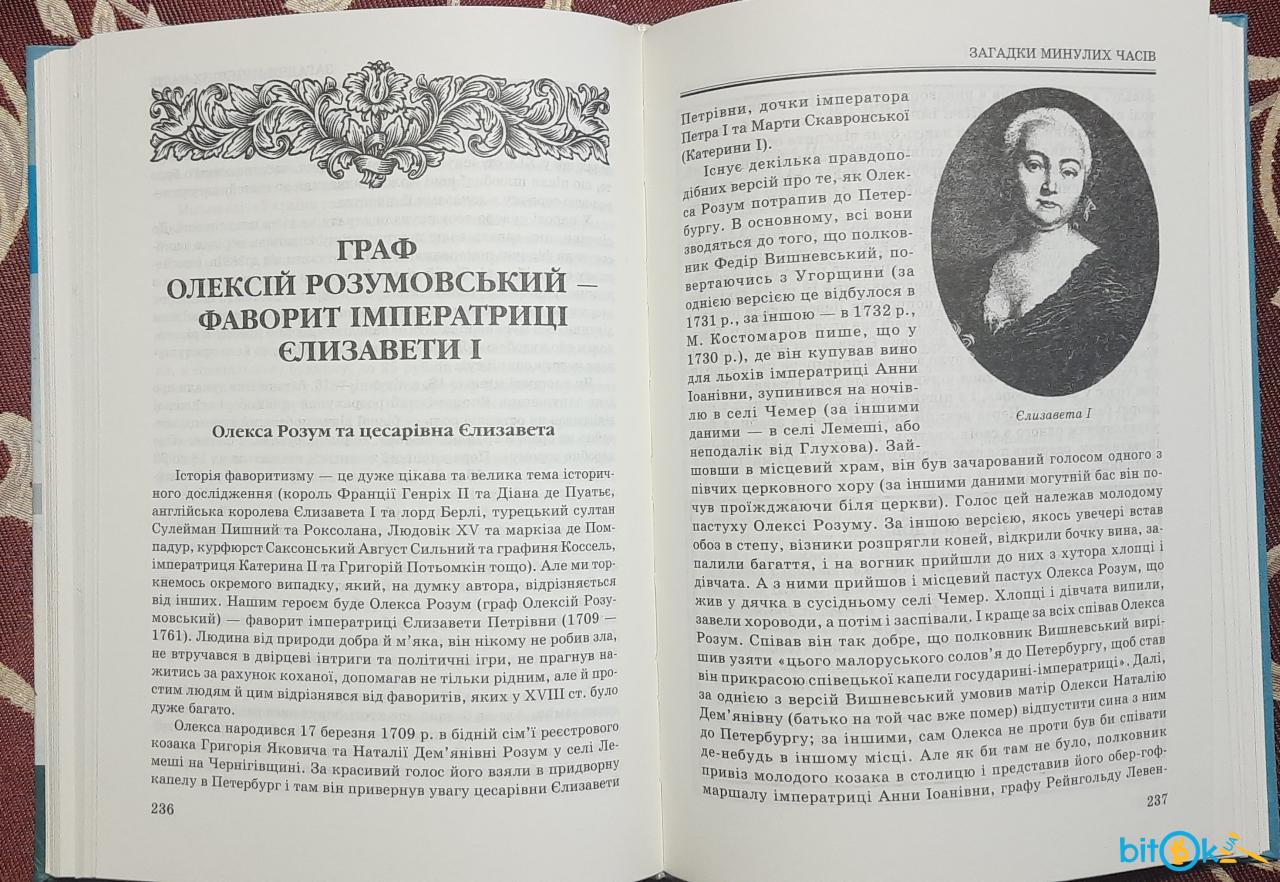 ГРАФ
ОЛЕКСІЙ РОЗУМОВСЬКИЙ —
ФАВОРИТ ІМПЕРАТРИЦІ
ЄЛИЗАВЕТИ І
Олекса Розум та цесарівна Єлизавета
Історія фаворитизму — це дуже цікава та велика тема історич-
ного дослідження (король Франції Генріх ІІ та Діана де Пуатьє,
англійська королева Єлизавета І та лорд Берлі, турецький султан
Сулейман Пишний та Роксолана, Людовік XV та маркіза де Пом-
падур, курфюрст Саксонський Август Сильний та графиня Коссель,
імператриця Катерина ІІ та Григорій Потьомкін тощо). Але ми тор-
кнемось окремого випадку, який, на думку автора, відрізняється
від інших. Нашим героєм буде Олекса Розум (граф Олексій Розу-
мовський) — фаворит імператриці Єлизавети Петрівни (1709 —
1761). Людина від природи добра й м’яка, він нікому не робив зла,
не втручався в двірцеві інтриги та політичні ігри, не прагнув на-
житись за рахунок коханої, допомагав не тільки рідним, але й про-
стим людям й цим відрізнявся від фаворитів, яких у XVIII ст. було
дуже багато.
Олекса народився 17 березня 1709 р. в бідній сім’ї реєстрового
козака Григорія Яковича та Наталії Дем’янівні Розум у селі Ле-
меші на Чернігівщині. За красивий голос його взяли в придворну
капелу в Петербург і там він привернув увагу цесарівни Єлизавети
236
ЗАГАДКИ МИНУЛИХ ЧАСІВ
Петрівни, дочки імператора
Петра І та Марти Скавронської
(Катерини І).
Існує декілька правдопо-
дібних версій про те, як Олек-
са Розум потрапив до Петер-
бургу. В основному, всі вони
зводяться до того, що полков-
ник Федір Вишневський, по-
вертаючись з Угорщини (за
однією версією це відбулося в
1731 р., за іншою — в 1732 р.,
М. Костомаров пише, що у
1730 р.), де він купував вино
для льохів імператриці Анни
Іоанівни, зупинився на ночів-
лю в селі Чемер (за іншими
даними — в селі Лемеші, або
неподалік від Глухова). Зай-
шовши в місцевий храм, він був зачарований голосом одного з
півчих церковного хору (за іншими даними могутній бас він по-
чув проїжджаючи біля церкви). Голос цей належав молодому
пастуху Олексі Розуму. За іншою версією, якось увечері встав
обоз в степу, візники розпрягли коней, відкрили бочку вина, за-
палили багаття, і на вогник прийшли до них з хутора хлопці і
дівчата. А з ними прийшов і місцевий пастух Олекса Розум, що
жив у дячка в сусідньому селі Чемер. Хлопці і дівчата випили,
завели хороводи, а потім і заспівали. І краще за всіх співав Олекса
Розум. Співав він так добре, що полковник Вишневський вирі-
шив узяти «цього малоруського солов’я до Петербургу, щоб став
він прикрасою співецької капели государині-імператриці». Далі,
за однією з версій Вишневський умовив матір Олекси Наталію
Дем’янівну (батько на той час вже помер) відпустити сина з ним
до Петербургу; за іншими, сам Олекса не проти був би співати
де-небудь в іншому місці. Але як би там не було, полковник
привіз молодого козака в столицю і представив його обер-гоф-
маршалу імператриці Анни Іоанівни, графу Рейнгольду Левен-
Єлизавета І
237
bitok.ua